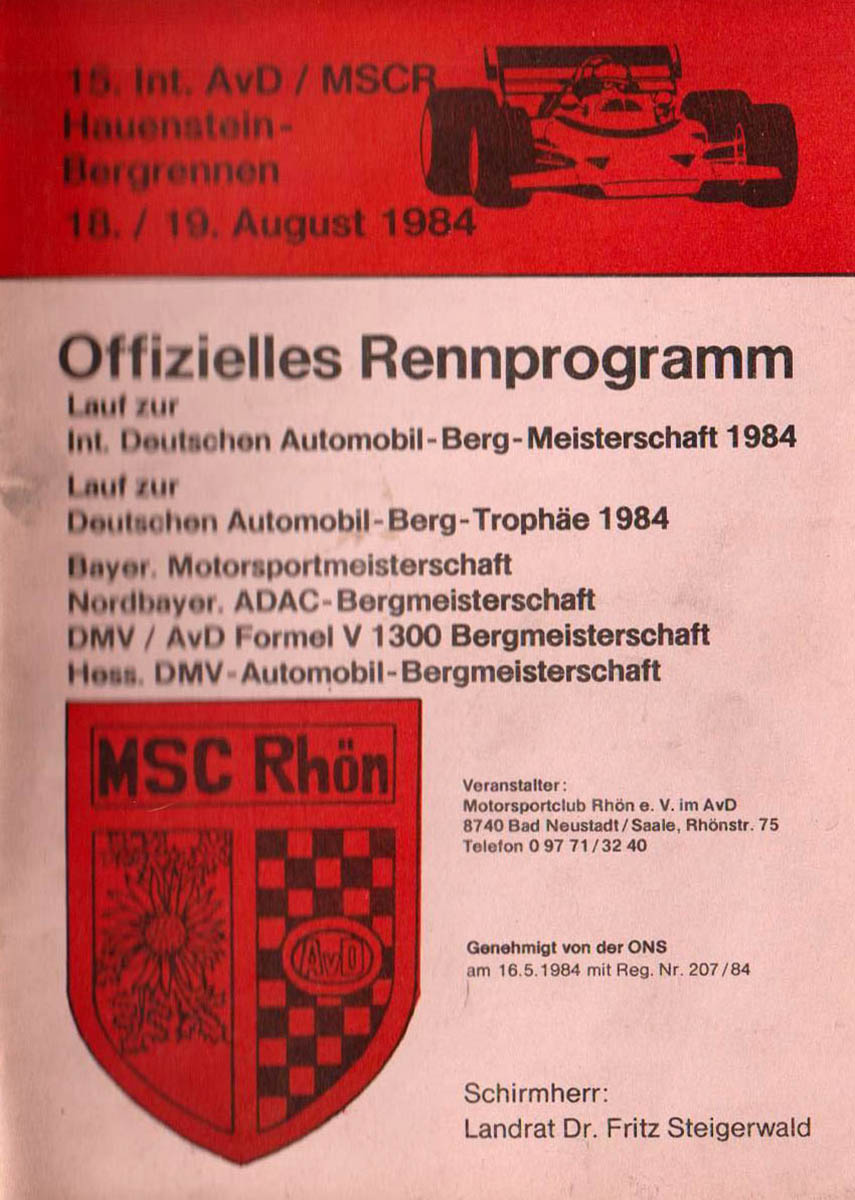 15. Int. AvD / MSCR
Hauenstein-
Bergrennen
18. / 19. August 1984
Offizielles Rennprogramm
Lauf zur
Int. Deutschen Automobil-Berg-Meisterschaft 1984
Lauf zur
Deutschen Automobil-Berg-Trophäe 1984
Bayer. Motorsportmeisterschaft
Nordbayer. ADAC-Bergmeisterschaft
DMV / AvD Formel V 1300 Bergmeisterschaft
Hess. DMV-Automobil-Bergmeisterschaft
MSC Rhön
AvD
Veranstalter:
Motorsportclub Rhön e. V. im AvD
8740 Bad Neustadt/Saale, Rhönstr. 75
Telefon 0 97 71/32 40
Genehmigt von der ONS
am 16.5.1984 mit Reg. Nr. 207/84
Schirmherr:
Landrat Dr. Fritz Steigerwald